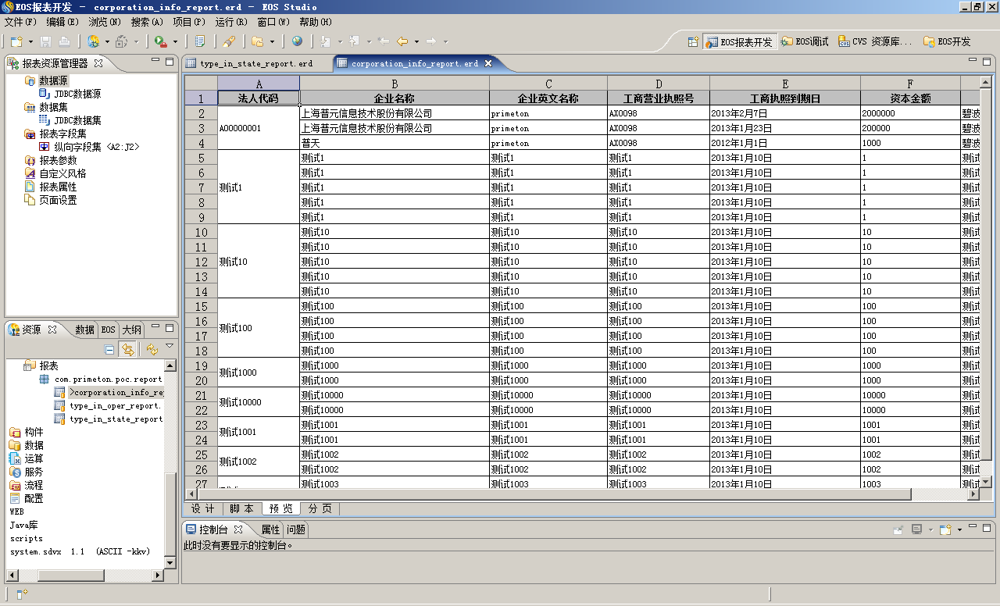 EOS报表开发 - corporation_info_report.erd - EOS Studio
文件(F) 编辑(E) 浏览(N) 搜索(A) 项目(P) 运行(R) 窗口(W) 帮助(H)
EOS报表开发 EOS调试 CVS 资源库... EOS开发
报表资源管理器
数据源
JDBC数据源
数据集
JDBC数据集
报表字段集
纵向字段集 <A2:J2>
报表参数
自定义风格
报表属性
页面设置
资源 数据 EOS 大纲
报表
com.primeton.poc.report
>corporation_info_re
type_in_oper_report.
type_in_state_report
构件
数据
运算
服务
流程
配置
WEB
Java库
scripts
system.sdvx 1.1 (ASCII -kkv)
type_in_state_report.erd corporation_info_report.erd
A B C D E F
1 法人代码 企业名称 企业英文名称 工商营业执照号 工商执照到期日 资本金额
2 上海普元信息技术股份有限公司 primeton AX0098 2013年2月7日 2000000 碧波
3 A00000001 上海普元信息技术股份有限公司 primeton AX0098 2013年1月23日 200000 碧波
4 普天 primeton AX0098 2012年1月1日 1000 碧波
5 测试1 测试1 测试1 2013年1月10日 1 测试
6 测试1 测试1 测试1 2013年1月10日 1 测试
7 测试1 测试1 测试1 测试1 2013年1月10日 1 测试
8 测试1 测试1 测试1 2013年1月10日 1 测试
9 测试1 测试1 测试1 2013年1月10日 1 测试
10 测试10 测试10 测试10 2013年1月10日 10 测试
11 测试10 测试10 测试10 2013年1月10日 10 测试
12 测试10 测试10 测试10 测试10 2013年1月10日 10 测试
13 测试10 测试10 测试10 2013年1月10日 10 测试
14 测试10 测试10 测试10 2013年1月10日 10 测试
15 测试100 测试100 测试100 2013年1月10日 100 测试
16 测试100 测试100 测试100 测试100 2013年1月10日 100 测试
17 测试100 测试100 测试100 2013年1月10日 100 测试
18 测试100 测试100 测试100 2013年1月10日 100 测试
19 测试1000 测试1000 测试1000 测试1000 2013年1月10日 1000 测试
20 测试1000 测试1000 测试1000 2013年1月10日 1000 测试
21 测试10000 测试10000 测试10000 测试10000 2013年1月10日 10000 测试
22 测试10000 测试10000 测试10000 2013年1月10日 10000 测试
23 测试1001 测试1001 测试1001 测试1001 2013年1月10日 1001 测试
24 测试1001 测试1001 测试1001 2013年1月10日 1001 测试
25 测试1002 测试1002 测试1002 测试1002 2013年1月10日 1002 测试
26 测试1002 测试1002 测试1002 2013年1月10日 1002 测试
27 测试1003 测试1003 测试1003 2013年1月10日 1003 测试
设计 脚本 预览 分页
控制台 属性 问题
此时没有要显示的控制台。